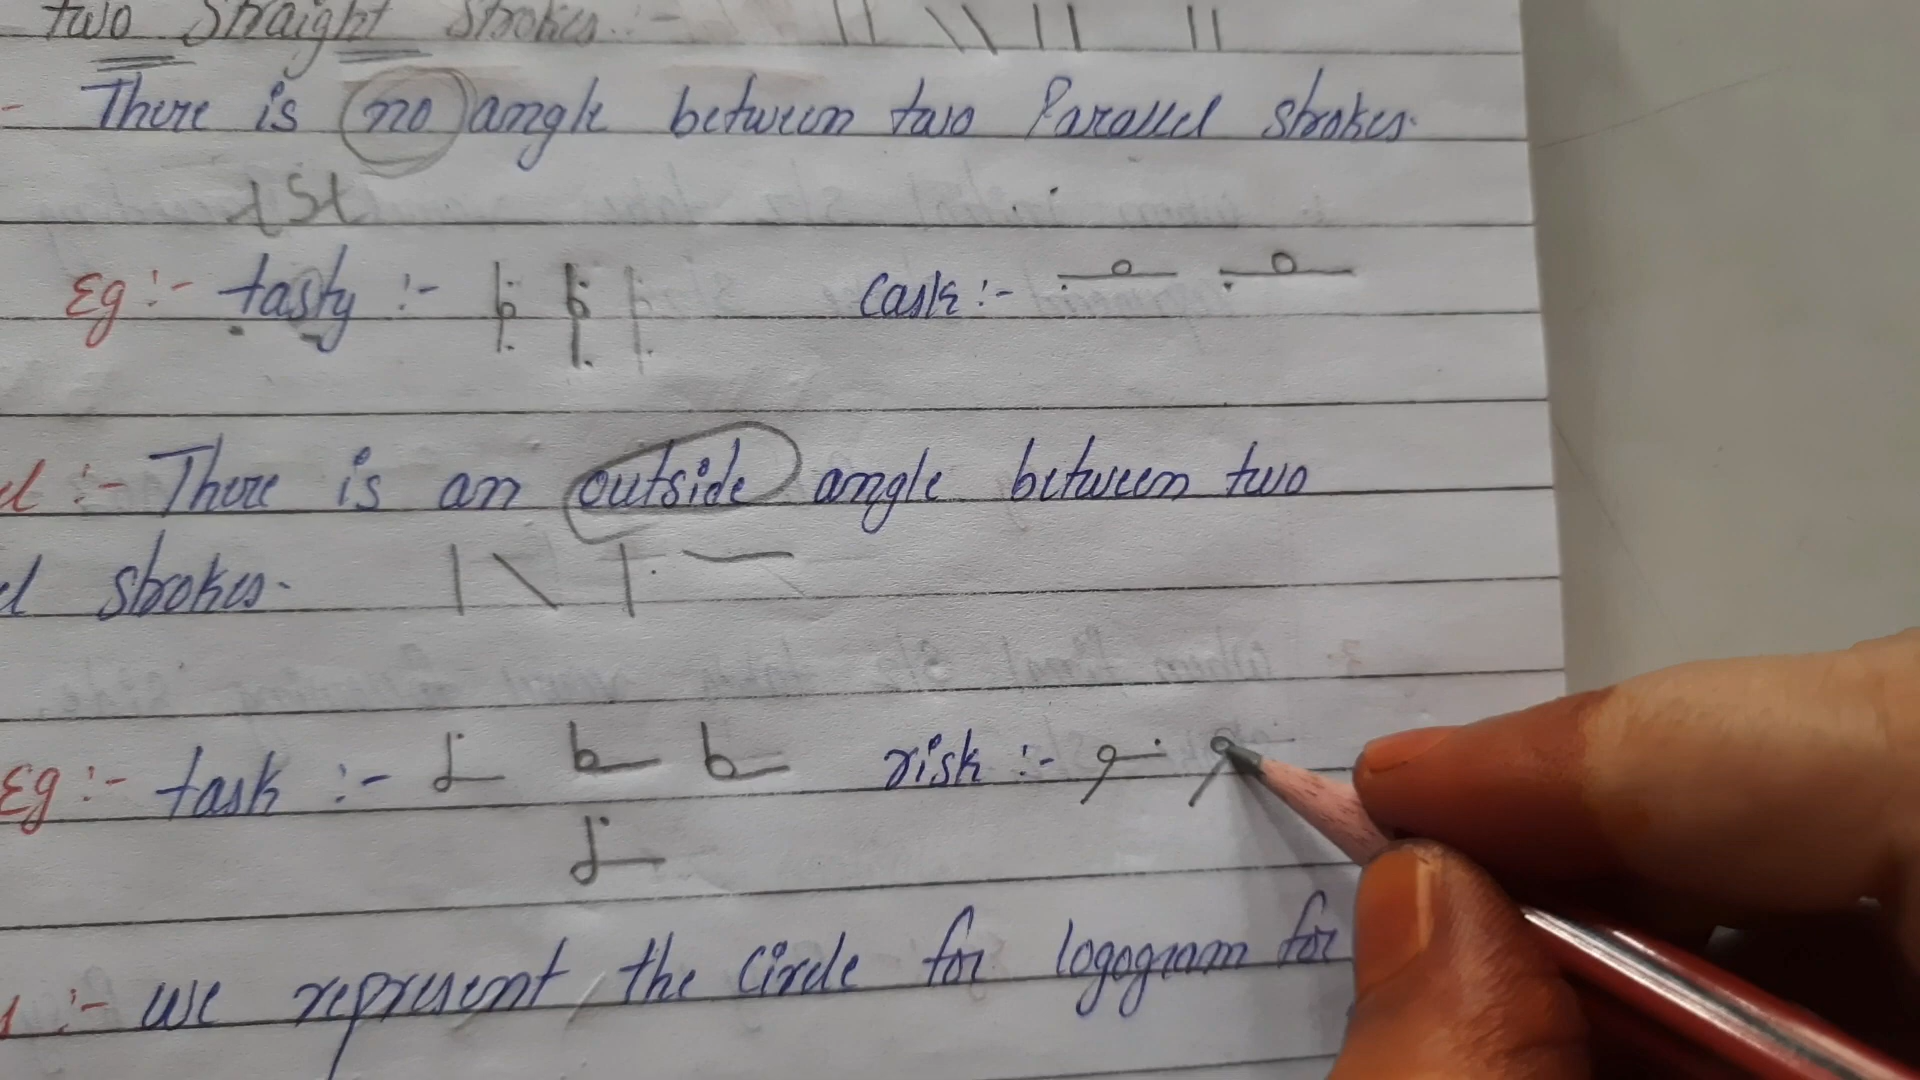 two Straight Strokes :-
- There is no angle between two Parallel strokes.
tSt
Eg :- tasty :- Cask :-
:- There is an outside angle between two
strokes.
Eg :- task :- risk :-
:- we represent the Circle for logogram for